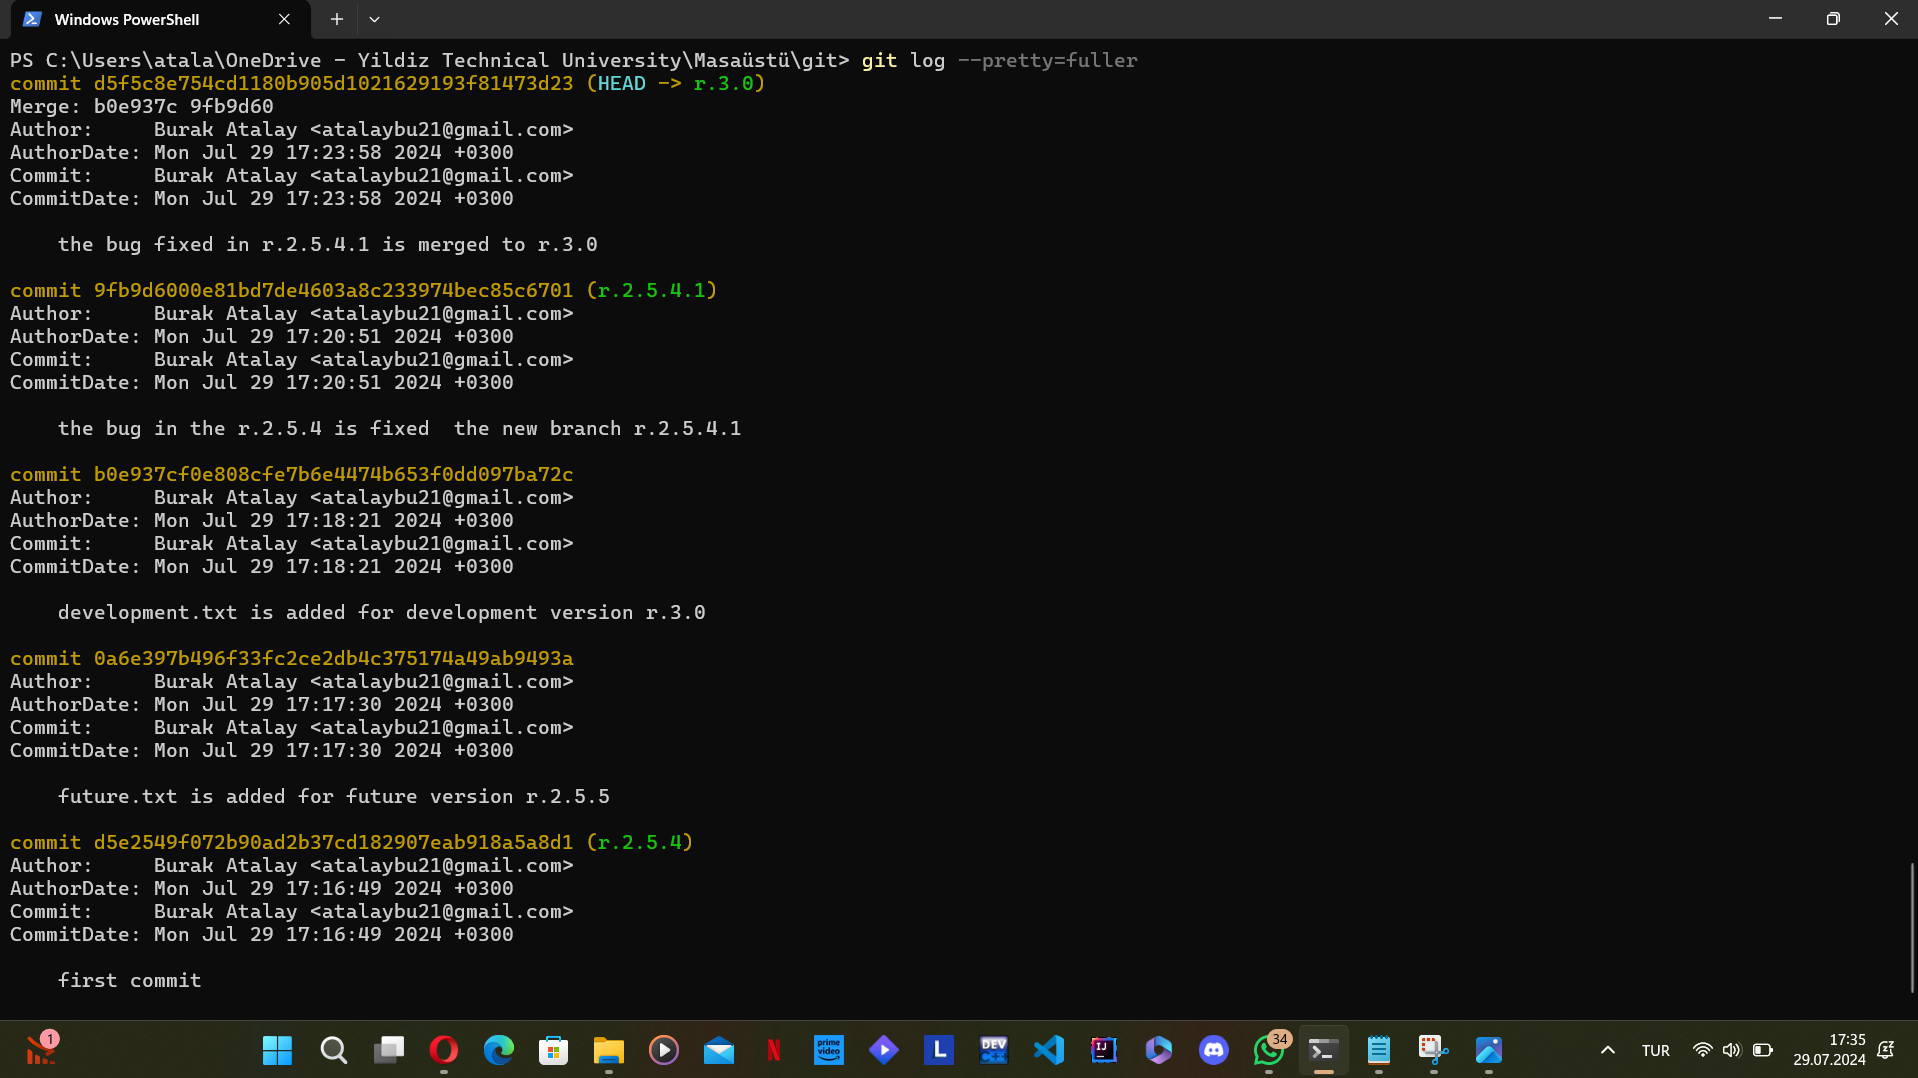 Windows PowerShell
PS C:\Users\atala\OneDrive - Yildiz Technical University\Masaüstü\git> git log --pretty=fuller
commit d5f5c8e754cd1180b905d1021629193f81473d23 (HEAD -> r.3.0)
Merge: b0e937c 9fb9d60
Author:     Burak Atalay <atalaybu21@gmail.com>
AuthorDate: Mon Jul 29 17:23:58 2024 +0300
Commit:     Burak Atalay <atalaybu21@gmail.com>
CommitDate: Mon Jul 29 17:23:58 2024 +0300
the bug fixed in r.2.5.4.1 is merged to r.3.0
commit 9fb9d6000e81bd7de4603a8c233974bec85c6701 (r.2.5.4.1)
Author:     Burak Atalay <atalaybu21@gmail.com>
AuthorDate: Mon Jul 29 17:20:51 2024 +0300
Commit:     Burak Atalay <atalaybu21@gmail.com>
CommitDate: Mon Jul 29 17:20:51 2024 +0300
the bug in the r.2.5.4 is fixed  the new branch r.2.5.4.1
commit b0e937cf0e808cfe7b6e4474b653f0dd097ba72c
Author:     Burak Atalay <atalaybu21@gmail.com>
AuthorDate: Mon Jul 29 17:18:21 2024 +0300
Commit:     Burak Atalay <atalaybu21@gmail.com>
CommitDate: Mon Jul 29 17:18:21 2024 +0300
development.txt is added for development version r.3.0
commit 0a6e397b496f33fc2ce2db4c375174a49ab9493a
Author:     Burak Atalay <atalaybu21@gmail.com>
AuthorDate: Mon Jul 29 17:17:30 2024 +0300
Commit:     Burak Atalay <atalaybu21@gmail.com>
CommitDate: Mon Jul 29 17:17:30 2024 +0300
future.txt is added for future version r.2.5.5
commit d5e2549f072b90ad2b37cd182907eab918a5a8d1 (r.2.5.4)
Author:     Burak Atalay <atalaybu21@gmail.com>
AuthorDate: Mon Jul 29 17:16:49 2024 +0300
Commit:     Burak Atalay <atalaybu21@gmail.com>
CommitDate: Mon Jul 29 17:16:49 2024 +0300
first commit
1
N
prime video
L
DEV C++
IJ
34
TUR
17:35
29.07.2024